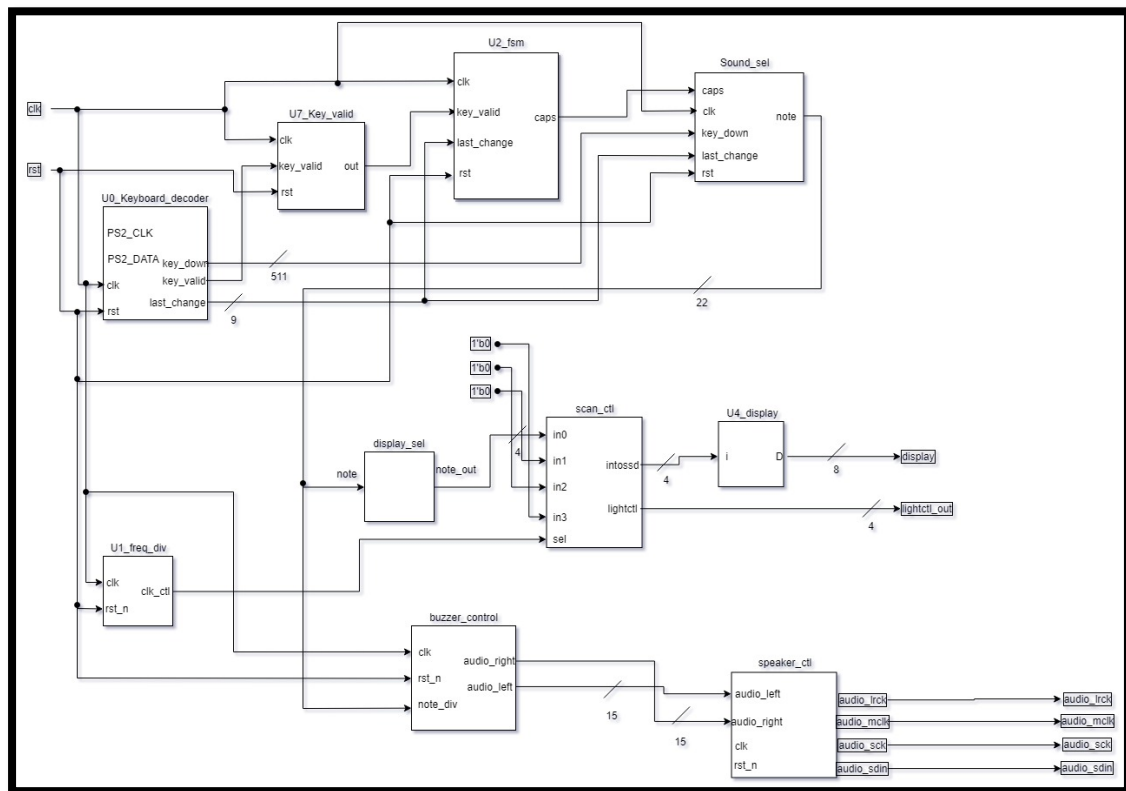 U2_fsm
clk
key_valid
last_change
rst
caps
Sound_sel
caps
clk
key_down
last_change
rst
note
clk
rst
U7_Key_valid
clk
key_valid
rst
out
U0_Keyboard_decoder
PS2_CLK
PS2_DATA
key_down
key_valid
clk
last_change
rst
511
9
22
1'b0
1'b0
1'b0
scan_ctl
in0
in1
in2
in3
sel
intossd
lightctl
4
display_sel
note
note_out
U4_display
i
D
4
8
display
4
lightctl_out
U1_freq_div
clk
clk_ctl
rst_n
buzzer_control
clk
rst_n
note_div
audio_right
audio_left
15
15
speaker_ctl
audio_left
audio_right
clk
rst_n
audio_lrck
audio_mclk
audio_sck
audio_sdin
audio_lrck
audio_mclk
audio_sck
audio_sdin